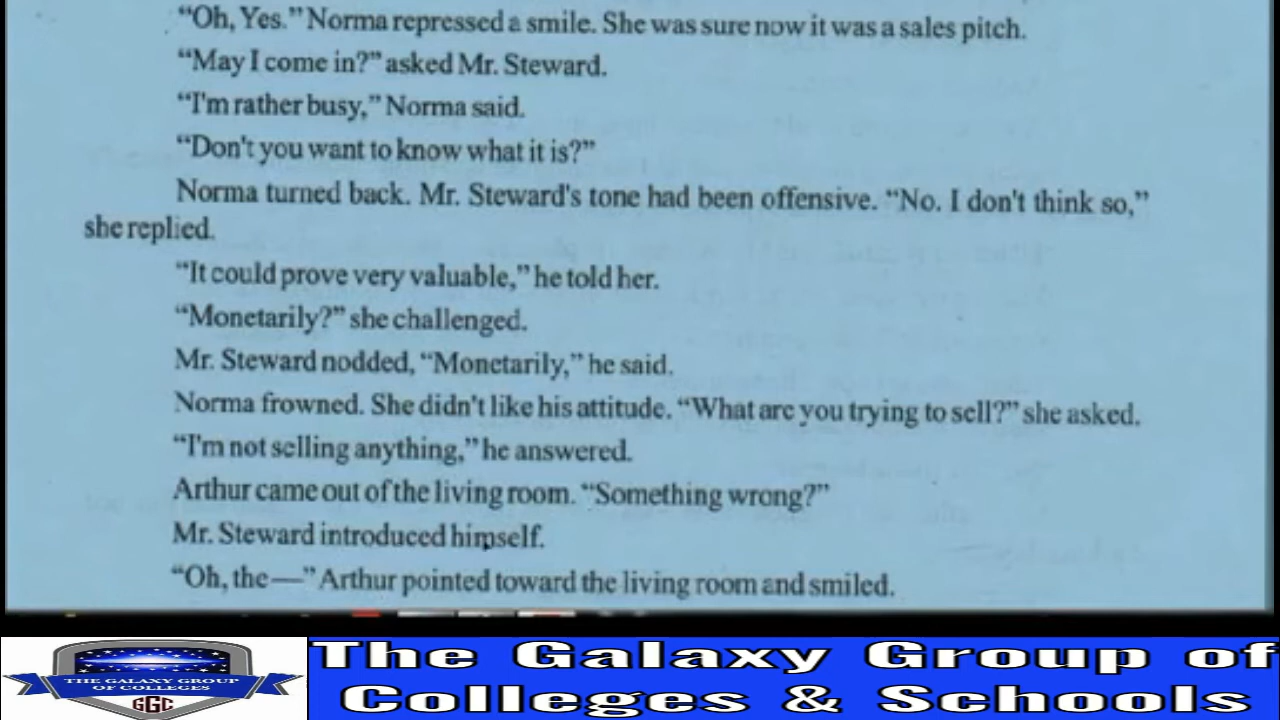 “Oh, Yes.” Norma repressed a smile. She was sure now it was a sales pitch.
“May I come in?” asked Mr. Steward.
“I'm rather busy,” Norma said.
“Don't you want to know what it is?”
Norma turned back. Mr. Steward's tone had been offensive. “No. I don't think so,”
she replied.
“It could prove very valuable,” he told her.
“Monetarily?” she challenged.
Mr. Steward nodded, “Monetarily,” he said.
Norma frowned. She didn't like his attitude. “What are you trying to sell?” she asked.
“I'm not selling anything,” he answered.
Arthur came out of the living room. “Something wrong?”
Mr. Steward introduced himself.
“Oh, the—” Arthur pointed toward the living room and smiled.
THE GALAXY GROUP
OF COLLEGES
GGC
The Galaxy Group of
Colleges & Schools